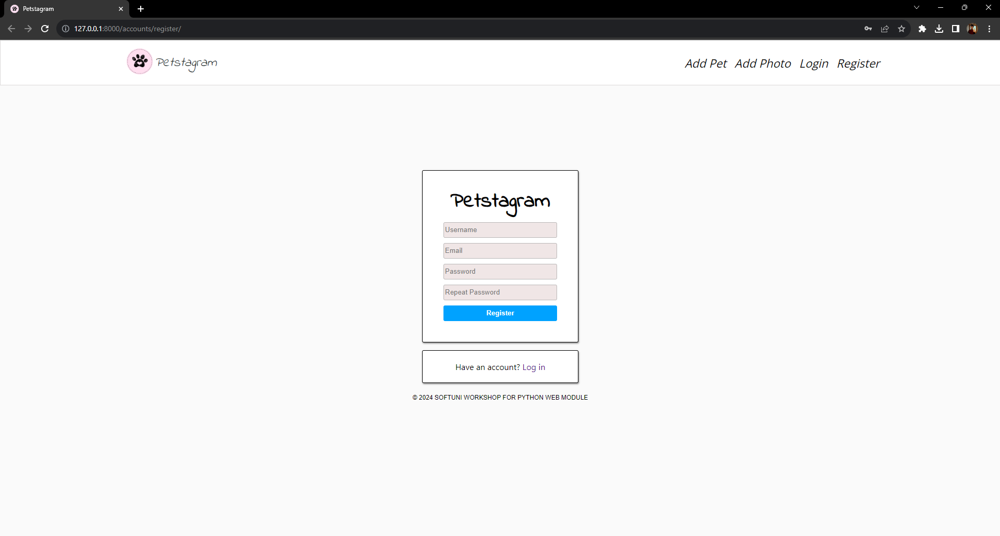 Petstagram
127.0.0.1:8000/accounts/register/
Petstagram
Add Pet Add Photo Login Register
Petstagram
Username
Email
Password
Repeat Password
Register
Have an account? Log in
© 2024 SOFTUNI WORKSHOP FOR PYTHON WEB MODULE